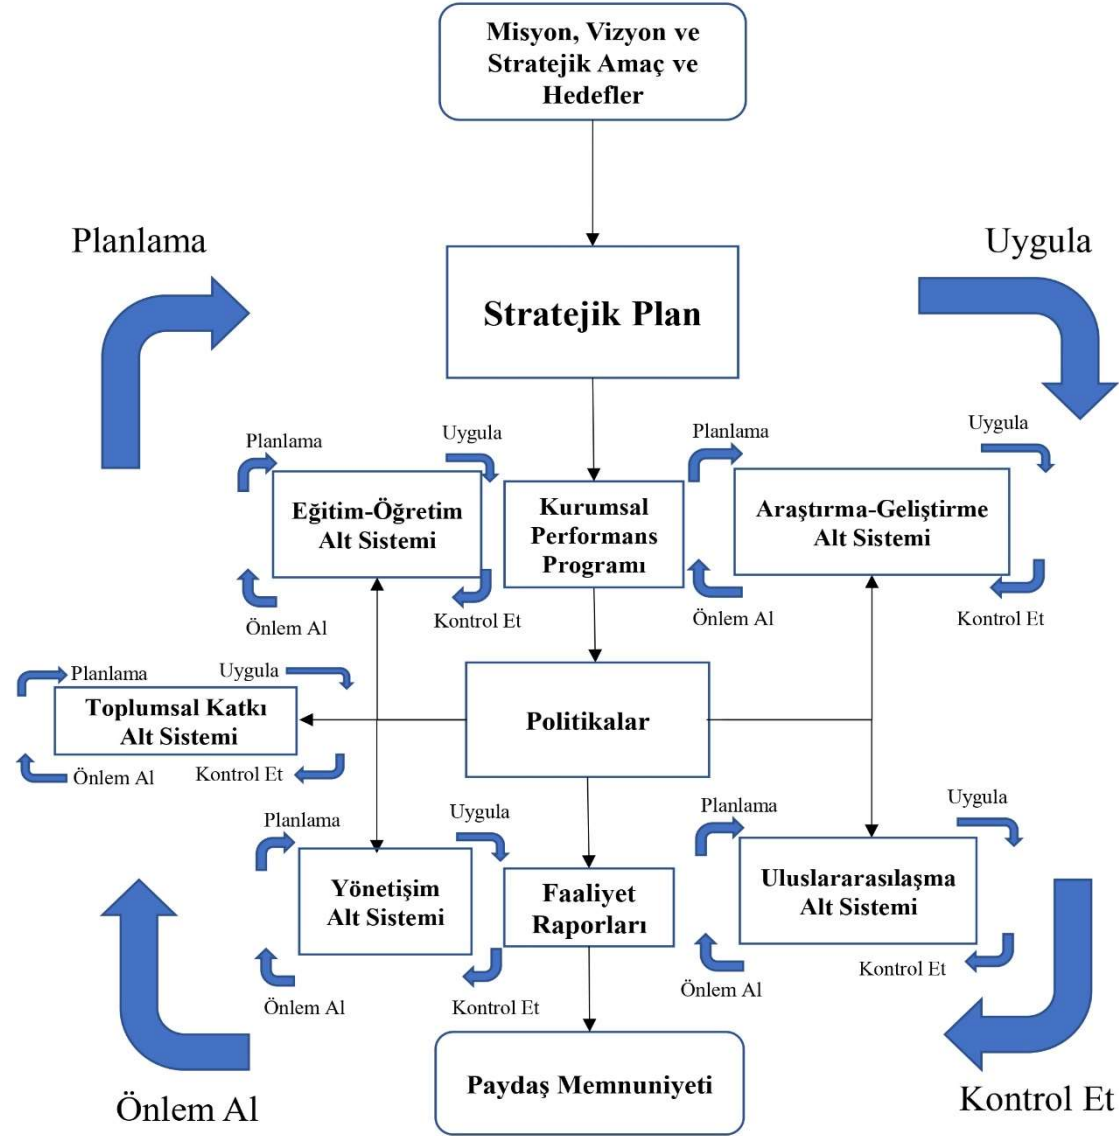 Misyon, Vizyon ve
Stratejik Amaç ve
Hedefler
Planlama
Uygula
Stratejik Plan
Planlama
Uygula
Eğitim-Öğretim
Alt Sistemi
Önlem Al
Kontrol Et
Kurumsal
Performans
Programı
Planlama
Uygula
Araştırma-Geliştirme
Alt Sistemi
Önlem Al
Kontrol Et
Planlama
Uygula
Toplumsal Katkı
Alt Sistemi
Önlem Al
Kontrol Et
Politikalar
Planlama
Uygula
Yönetişim
Alt Sistemi
Önlem Al
Kontrol Et
Faaliyet
Raporları
Planlama
Uygula
Uluslararasılaşma
Alt Sistemi
Önlem Al
Kontrol Et
Paydaş Memnuniyeti
Önlem Al
Kontrol Et